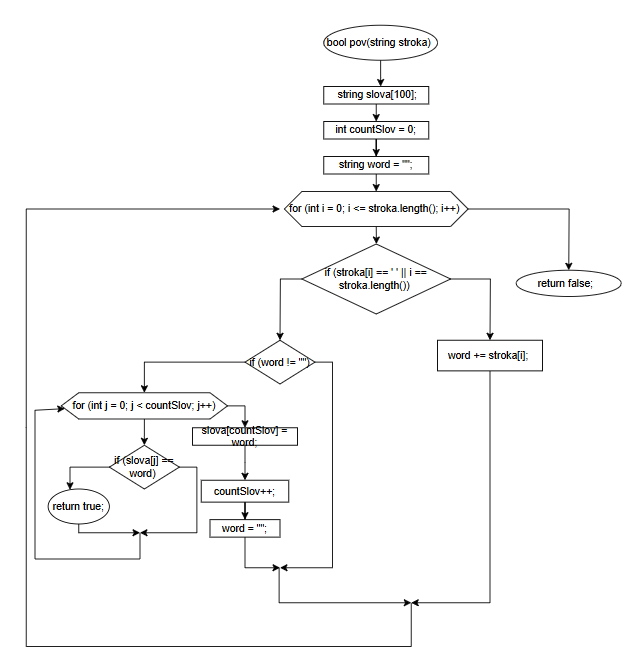 bool pov(string stroka)
string slova[100];
int countSlov = 0;
string word = "";
for (int i = 0; i <= stroka.length(); i++)
if (stroka[i] == ' ' || i ==
stroka.length())
return false;
word += stroka[i];
if (word != "")
for (int j = 0; j < countSlov; j++)
slova[countSlov] =
word;
if (slova[j] ==
word)
countSlov++;
return true;
word = "";